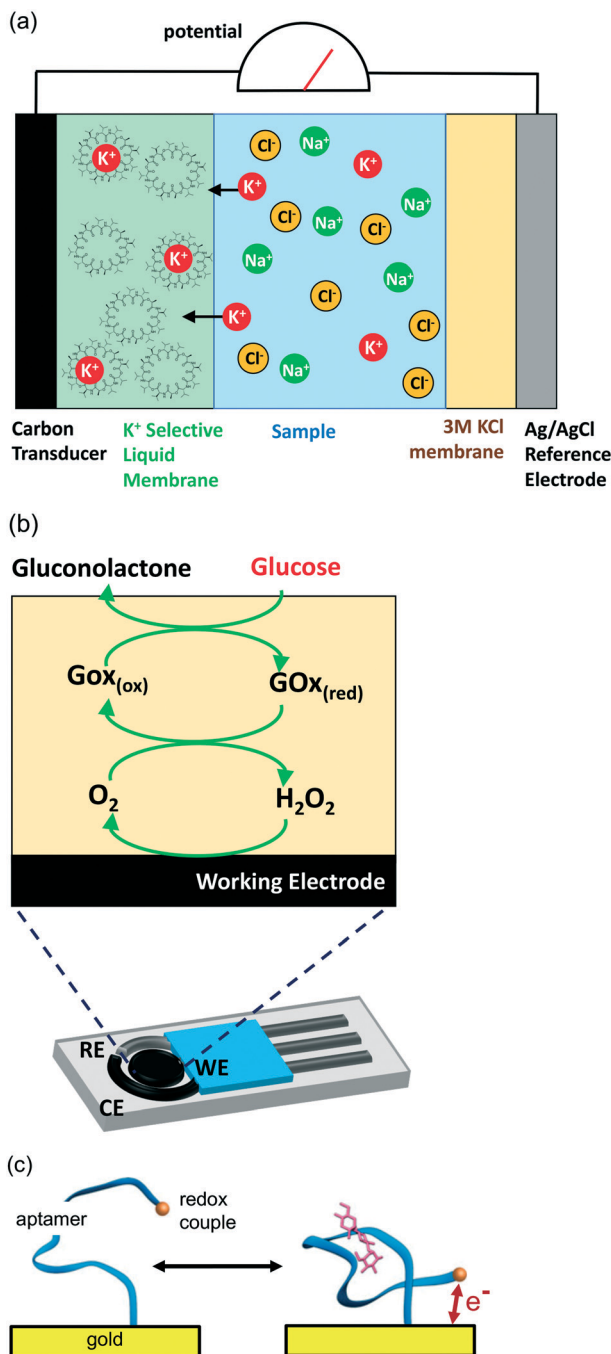 (a)
potential
K⁺
Cl⁻
Na⁺
K⁺
K⁺
Cl⁻
Na⁺
Cl⁻
Na⁺
Na⁺
K⁺
Na⁺
Cl⁻
K⁺
Cl⁻
K⁺
Cl⁻
K⁺
Na⁺
Cl⁻
Carbon
Transducer
K⁺ Selective
Liquid
Membrane
Sample
3M KCl
membrane
Ag/AgCl
Reference
Electrode
(b)
Gluconolactone Glucose
Gox(ox) GOx(red)
O₂ H₂O₂
Working Electrode
RE
WE
CE
(c)
aptamer
redox
couple
e⁻
gold